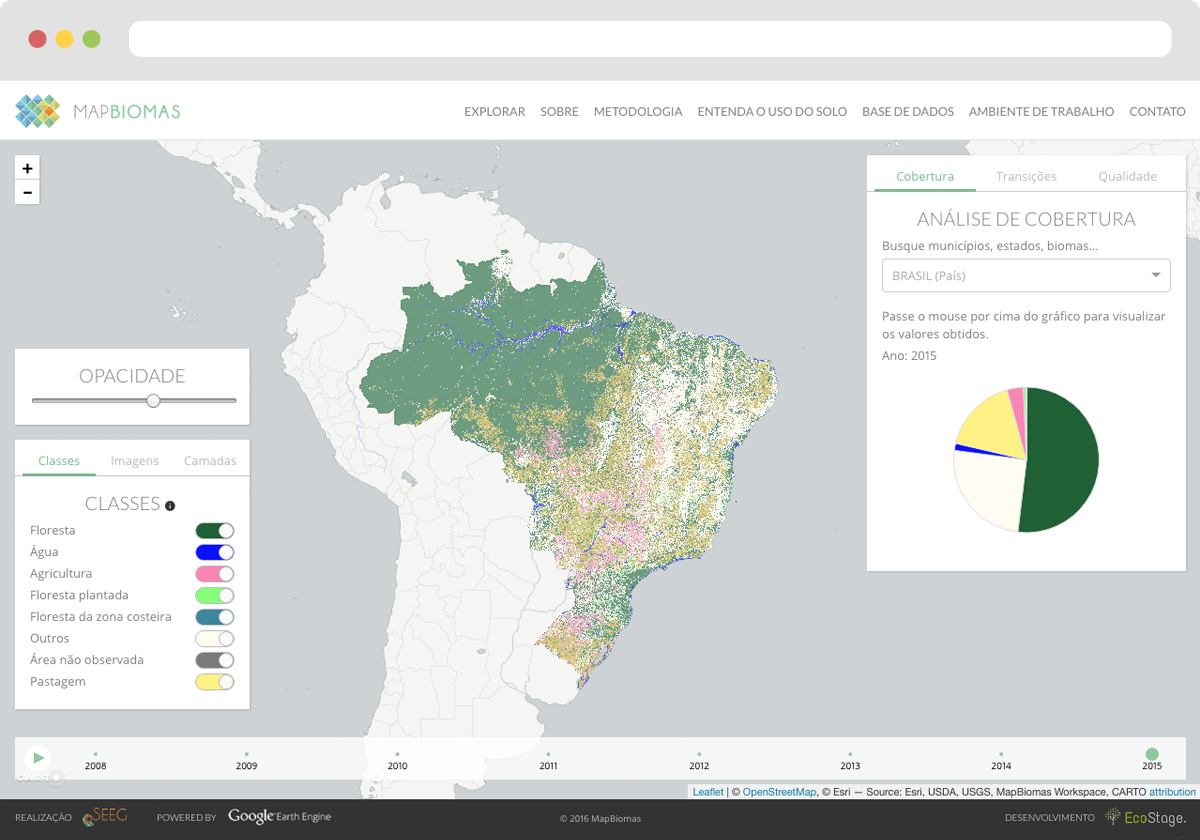 MAPBIOMAS
EXPLORAR SOBRE METODOLOGIA ENTENDA O USO DO SOLO BASE DE DADOS AMBIENTE DE TRABALHO CONTATO
+
−
Cobertura Transições Qualidade
ANÁLISE DE COBERTURA
Busque municípios, estados, biomas...
BRASIL (País)
Passe o mouse por cima do gráfico para visualizar
os valores obtidos.
Ano: 2015
OPACIDADE
Classes Imagens Camadas
CLASSES
Floresta
Água
Agricultura
Floresta plantada
Floresta da zona costeira
Outros
Área não observada
Pastagem
2008 2009 2010 2011 2012 2013 2014 2015
CARTO
Leaflet | © OpenStreetMap, © Esri — Source: Esri, USDA, USGS, MapBiomas Workspace, CARTO attribution
REALIZAÇÃO SEEG POWERED BY Google Earth Engine © 2016 MapBiomas DESENVOLVIMENTO EcoStage.